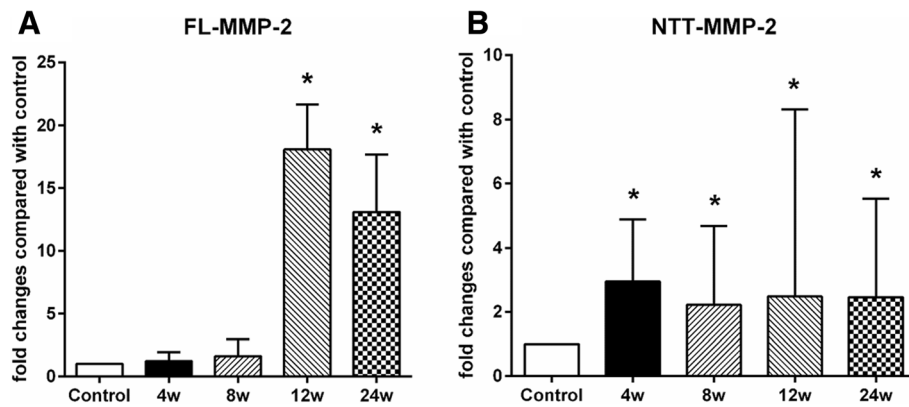 A
FL-MMP-2
fold changes compared with control
25
20
15
10
5
0
*
*
Control 4w 8w 12w 24w
B
NTT-MMP-2
fold changes compared with control
10
8
6
4
2
0
*
*
*
*
Control 4w 8w 12w 24w